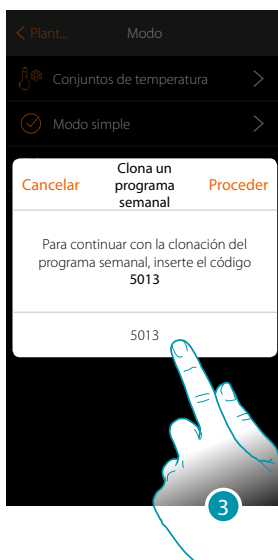 < Plant... Modo
Conjuntos de temperatura >
Modo simple >
Cancelar
Clona un
programa
semanal
Proceder
Para continuar con la clonación del
programa semanal, inserte el código
5013
5013
3